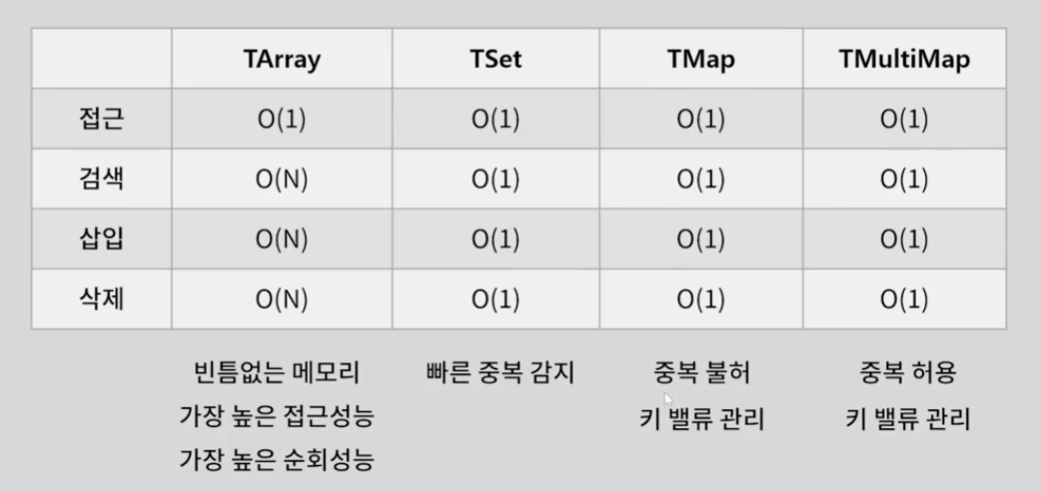 TArray TSet TMap TMultiMap
접근 O(1) O(1) O(1) O(1)
검색 O(N) O(1) O(1) O(1)
삽입 O(N) O(1) O(1) O(1)
삭제 O(N) O(1) O(1) O(1)
빈틈없는 메모리 빠른 중복 감지 중복 불허 중복 허용
가장 높은 접근성능 키 밸류 관리 키 밸류 관리
가장 높은 순회성능